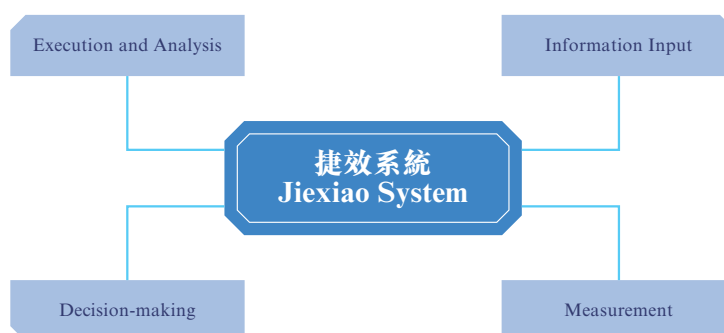 Execution and Analysis
Information Input
捷效系統
Jiexiao System
Decision-making
Measurement